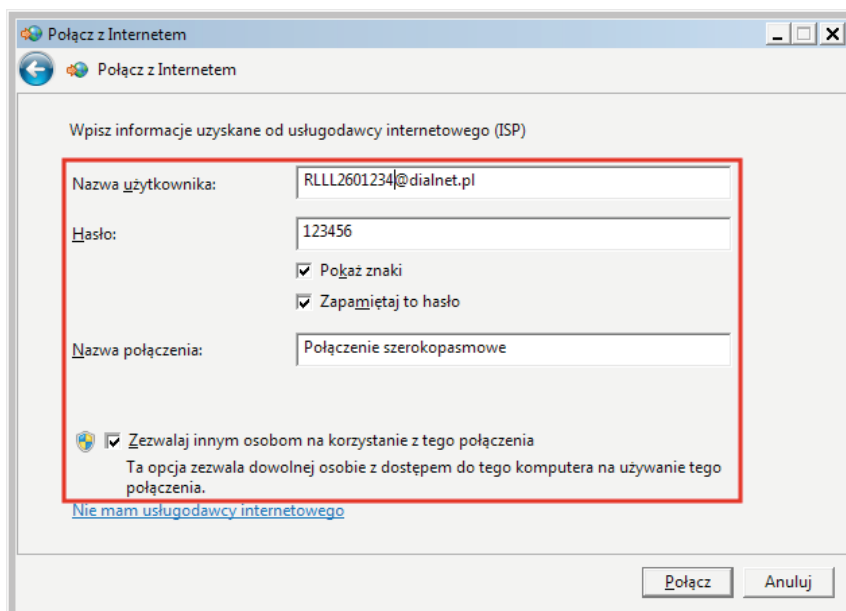 Połącz z Internetem
Połącz z Internetem
Wpisz informacje uzyskane od usługodawcy internetowego (ISP)
Nazwa użytkownika: RLLL2601234@dialnet.pl
Hasło: 123456
Pokaż znaki
Zapamiętaj to hasło
Nazwa połączenia: Połączenie szerokopasmowe
Zezwalaj innym osobom na korzystanie z tego połączenia
Ta opcja zezwala dowolnej osobie z dostępem do tego komputera na używanie tego
połączenia.
Nie mam usługodawcy internetowego
Połącz Anuluj